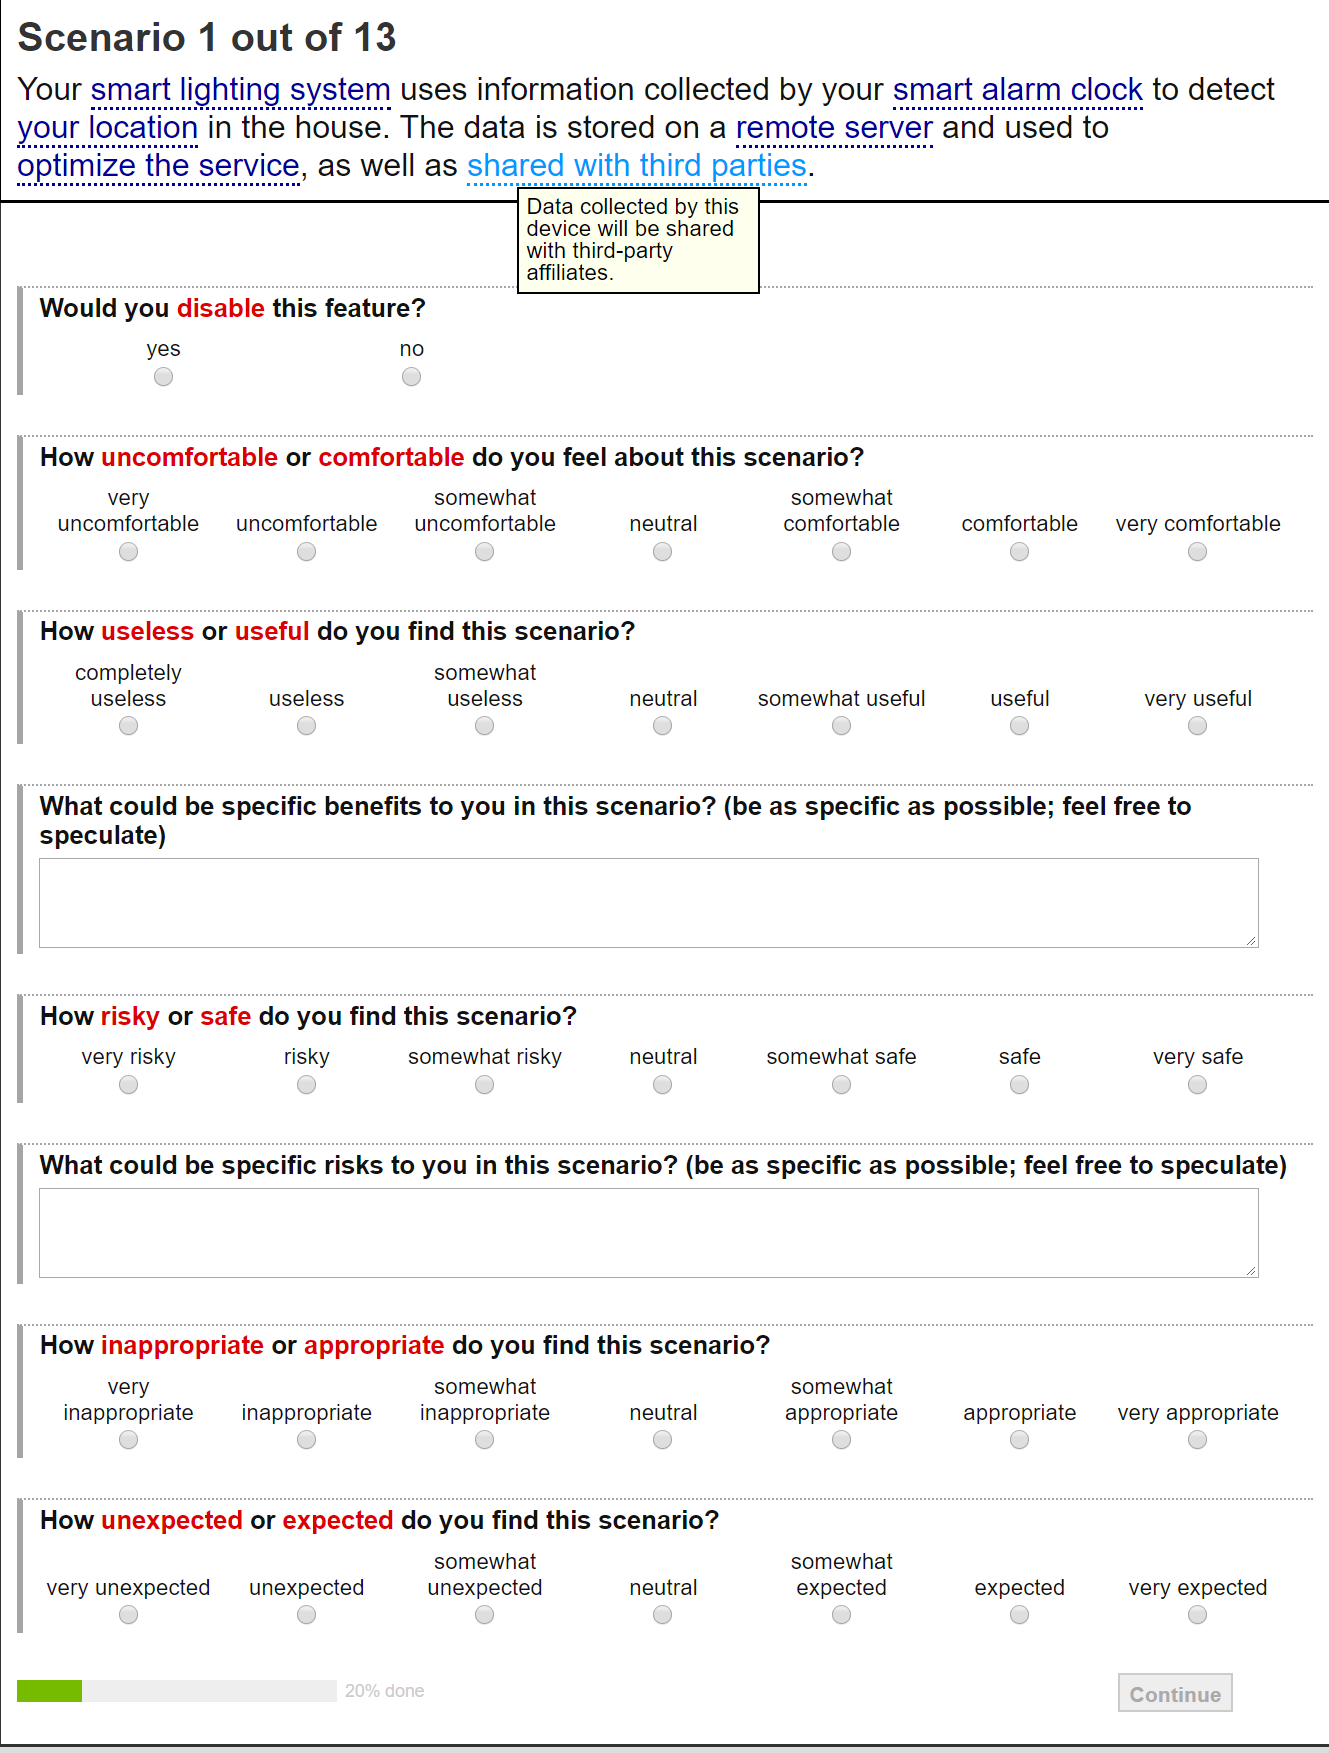 Scenario 1 out of 13
Your smart lighting system uses information collected by your smart alarm clock to detect
your location in the house. The data is stored on a remote server and used to
optimize the service, as well as shared with third parties.
Data collected by this
device will be shared
with third-party
affiliates.
Would you disable this feature?
yes no
How uncomfortable or comfortable do you feel about this scenario?
very somewhat somewhat
uncomfortable uncomfortable uncomfortable neutral comfortable comfortable very comfortable
How useless or useful do you find this scenario?
completely somewhat
useless useless useless neutral somewhat useful useful very useful
What could be specific benefits to you in this scenario? (be as specific as possible; feel free to
speculate)
How risky or safe do you find this scenario?
very risky risky somewhat risky neutral somewhat safe safe very safe
What could be specific risks to you in this scenario? (be as specific as possible; feel free to speculate)
How inappropriate or appropriate do you find this scenario?
very somewhat somewhat
inappropriate inappropriate inappropriate neutral appropriate appropriate very appropriate
How unexpected or expected do you find this scenario?
somewhat somewhat
very unexpected unexpected unexpected neutral expected expected very expected
20% done Continue